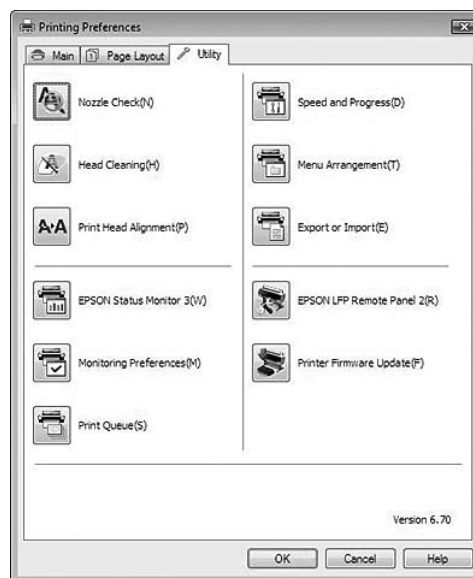 Printing Preferences
Main
Page Layout
Utility
Nozzle Check(N)
Speed and Progress(D)
Head Cleaning(H)
Menu Arrangement(T)
Print Head Alignment(P)
Export or Import(E)
EPSON Status Monitor 3(W)
EPSON LFP Remote Panel 2(R)
Monitoring Preferences(M)
Printer Firmware Update(F)
Print Queue(S)
Version 6.70
OK
Cancel
Help